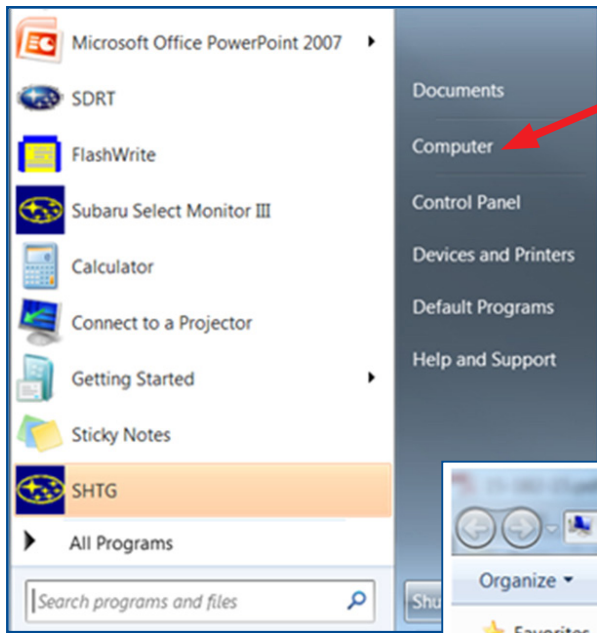 Microsoft Office PowerPoint 2007
SDRT
FlashWrite
Subaru Select Monitor III
Calculator
Connect to a Projector
Getting Started
Sticky Notes
SHTG
All Programs
Search programs and files
Documents
Computer
Control Panel
Devices and Printers
Default Programs
Help and Support
Shu
Organize
Favorites